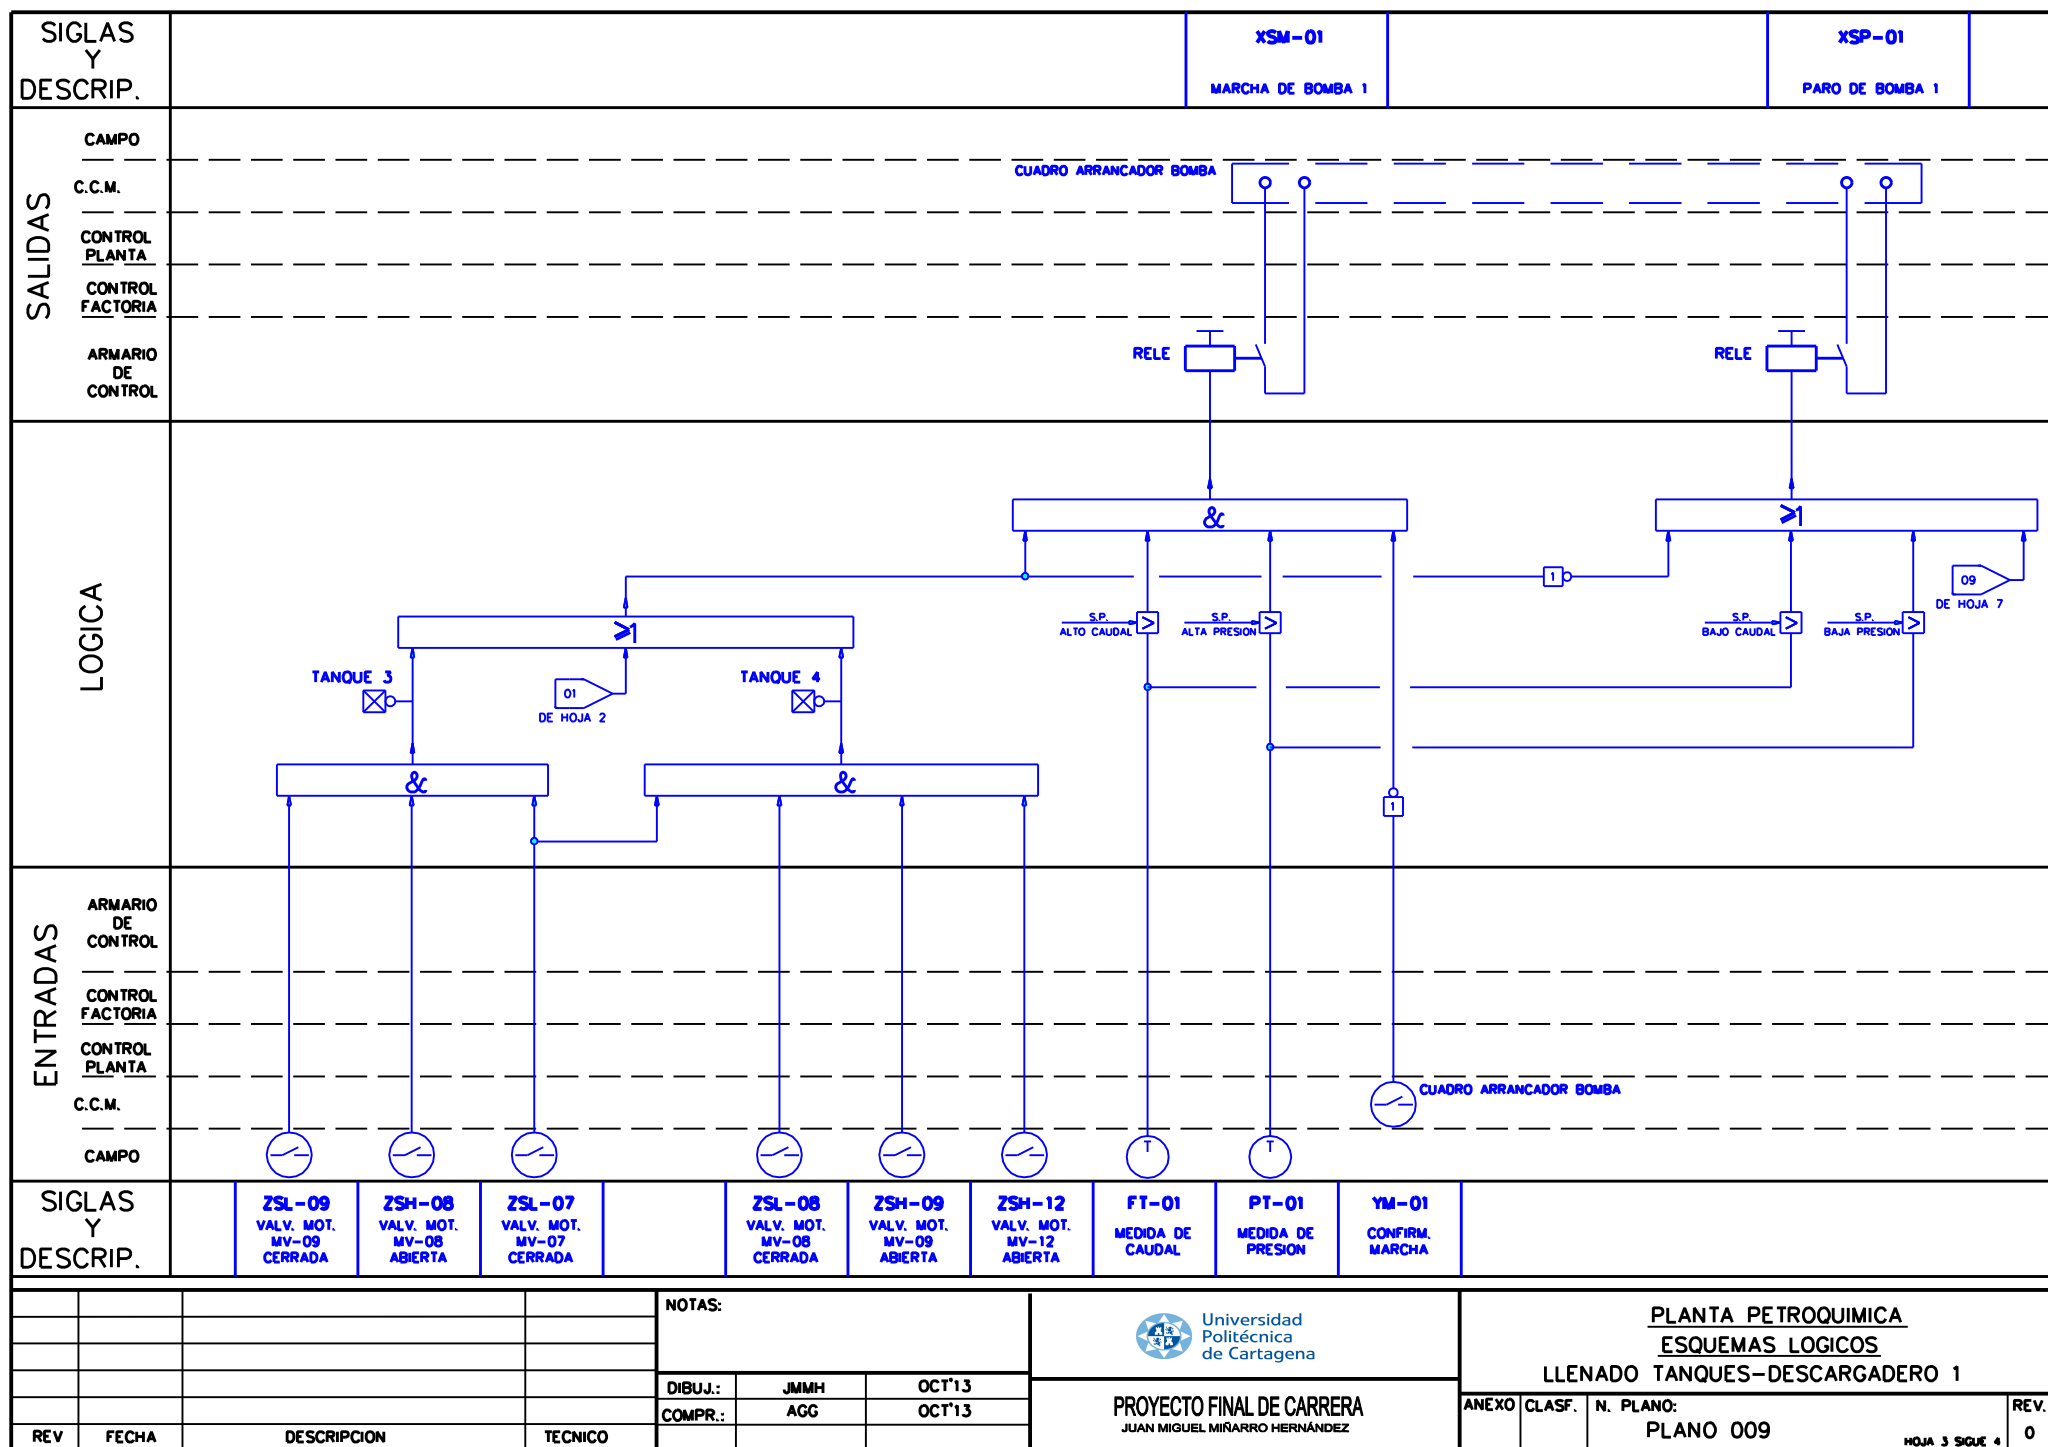 SIGLAS
Y
DESCRIP.
XSM-01
MARCHA DE BOMBA 1
XSP-01
PARO DE BOMBA 1
SALIDAS
CAMPO
C.C.M.
CUADRO ARRANCADOR BOMBA
CONTROL
PLANTA
CONTROL
FACTORIA
ARMARIO
DE
CONTROL
RELE
RELE
LOGICA
&
≥1
1
09
DE HOJA 7
S.P.
ALTO CAUDAL
>
S.P.
ALTA PRESION
>
S.P.
BAJO CAUDAL
>
S.P.
BAJA PRESION
>
≥1
TANQUE 3
01
DE HOJA 2
TANQUE 4
&
&
1
ENTRADAS
ARMARIO
DE
CONTROL
CONTROL
FACTORIA
CONTROL
PLANTA
C.C.M.
CUADRO ARRANCADOR BOMBA
CAMPO
T
T
SIGLAS
Y
DESCRIP.
ZSL-09
VALV. MOT.
MV-09
CERRADA
ZSH-08
VALV. MOT.
MV-08
ABIERTA
ZSL-07
VALV. MOT.
MV-07
CERRADA
ZSL-08
VALV. MOT.
MV-08
CERRADA
ZSH-09
VALV. MOT.
MV-09
ABIERTA
ZSH-12
VALV. MOT.
MV-12
ABIERTA
FT-01
MEDIDA DE
CAUDAL
PT-01
MEDIDA DE
PRESION
YM-01
CONFIRM.
MARCHA
REV
FECHA
DESCRIPCION
TECNICO
NOTAS:
DIBUJ.: JMMH OCT'13
COMPR.: AGG OCT'13
Universidad
Politécnica
de Cartagena
PROYECTO FINAL DE CARRERA
JUAN MIGUEL MIÑARRO HERNÁNDEZ
PLANTA PETROQUIMICA
ESQUEMAS LOGICOS
LLENADO TANQUES-DESCARGADERO 1
ANEXO
CLASF.
N. PLANO:
PLANO 009
HOJA 3 SIGUE 4
REV.
0